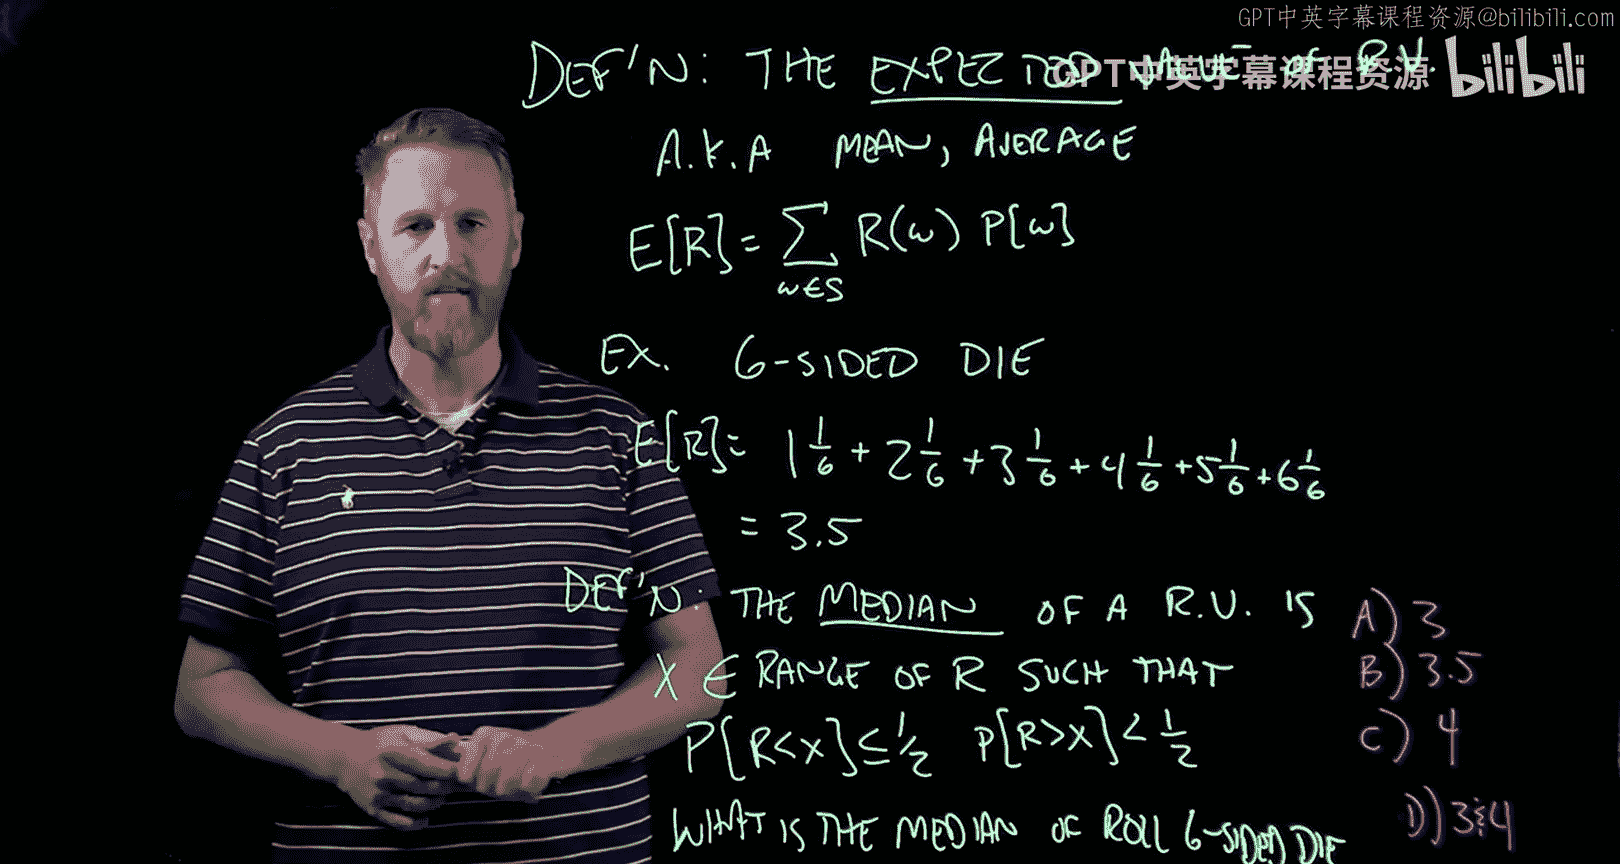 GPT中英字幕课程资源@bilibili.com
DEF'N: THE EXPECTED VALUE OF R.V.
GPT中英字幕课程资源 bilibili
A.K.A MEAN, AVERAGE
E[R] = ∑ R(ω) P[ω]
ω∈S
EX. 6-SIDED DIE
E[R] = 1 1/6 + 2 1/6 + 3 1/6 + 4 1/6 + 5 1/6 + 6 1/6
= 3.5
DEF'N: THE MEDIAN OF A R.V. IS
X ∈ RANGE OF R SUCH THAT
P[R<X] ≤ 1/2 P[R>X] < 1/2
WHAT IS THE MEDIAN OF ROLL 6-SIDED DIE
A) 3
B) 3.5
C) 4
D) 3 & 4